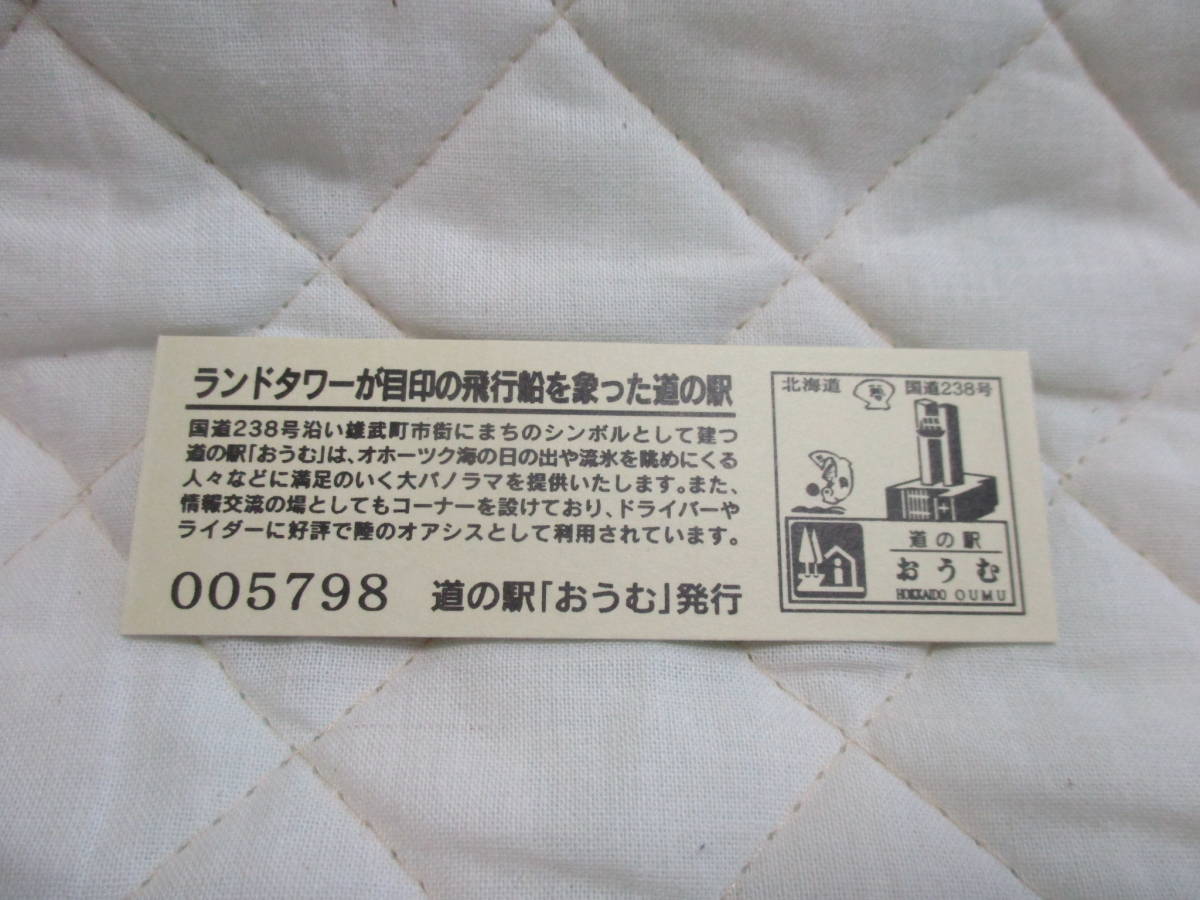 ランドタワーが目印の飛行船を象った道の駅
国道238号沿い雄武町市街にまちのシンボルとして建つ
道の駅「おうむ」は、オホーツク海の日の出や流氷を眺めにくる
人々などに満足のいく大パノラマを提供いたします。また、
情報交流の場としてもコーナーを設けており、ドライバーや
ライダーに好評で陸のオアシスとして利用されています。
005798 道の駅「おうむ」発行
北海道 国道238号
道の駅
おうむ
HOKKAIDO OUMU